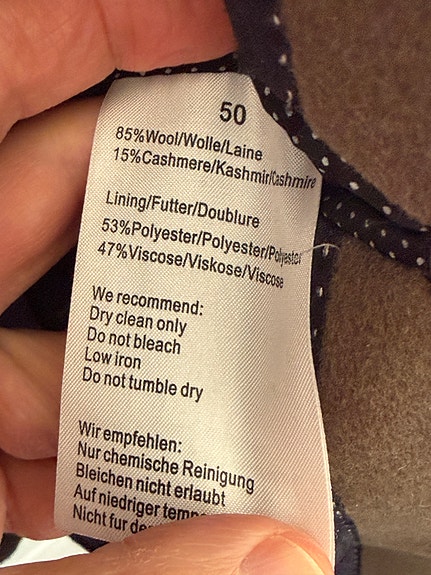 50
85%Wool/Wolle/Laine
15%Cashmere/Kashmir/Cashmire
Lining/Futter/Doublure
53%Polyester/Polyester/Polyester
47%Viscose/Viskose/Viscose
We recommend:
Dry clean only
Do not bleach
Low iron
Do not tumble dry
Wir empfehlen:
Nur chemische Reinigung
Bleichen nicht erlaubt
Auf niedriger
Nicht fur